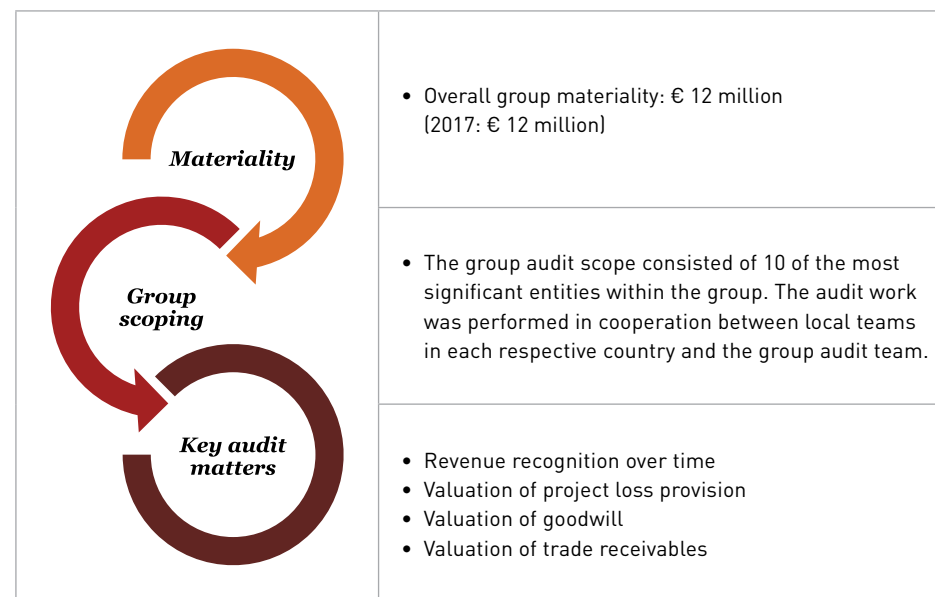 Materiality
• Overall group materiality: € 12 million
(2017: € 12 million)
Group
scoping
• The group audit scope consisted of 10 of the most
significant entities within the group. The audit work
was performed in cooperation between local teams
in each respective country and the group audit team.
Key audit
matters
• Revenue recognition over time
• Valuation of project loss provision
• Valuation of goodwill
• Valuation of trade receivables